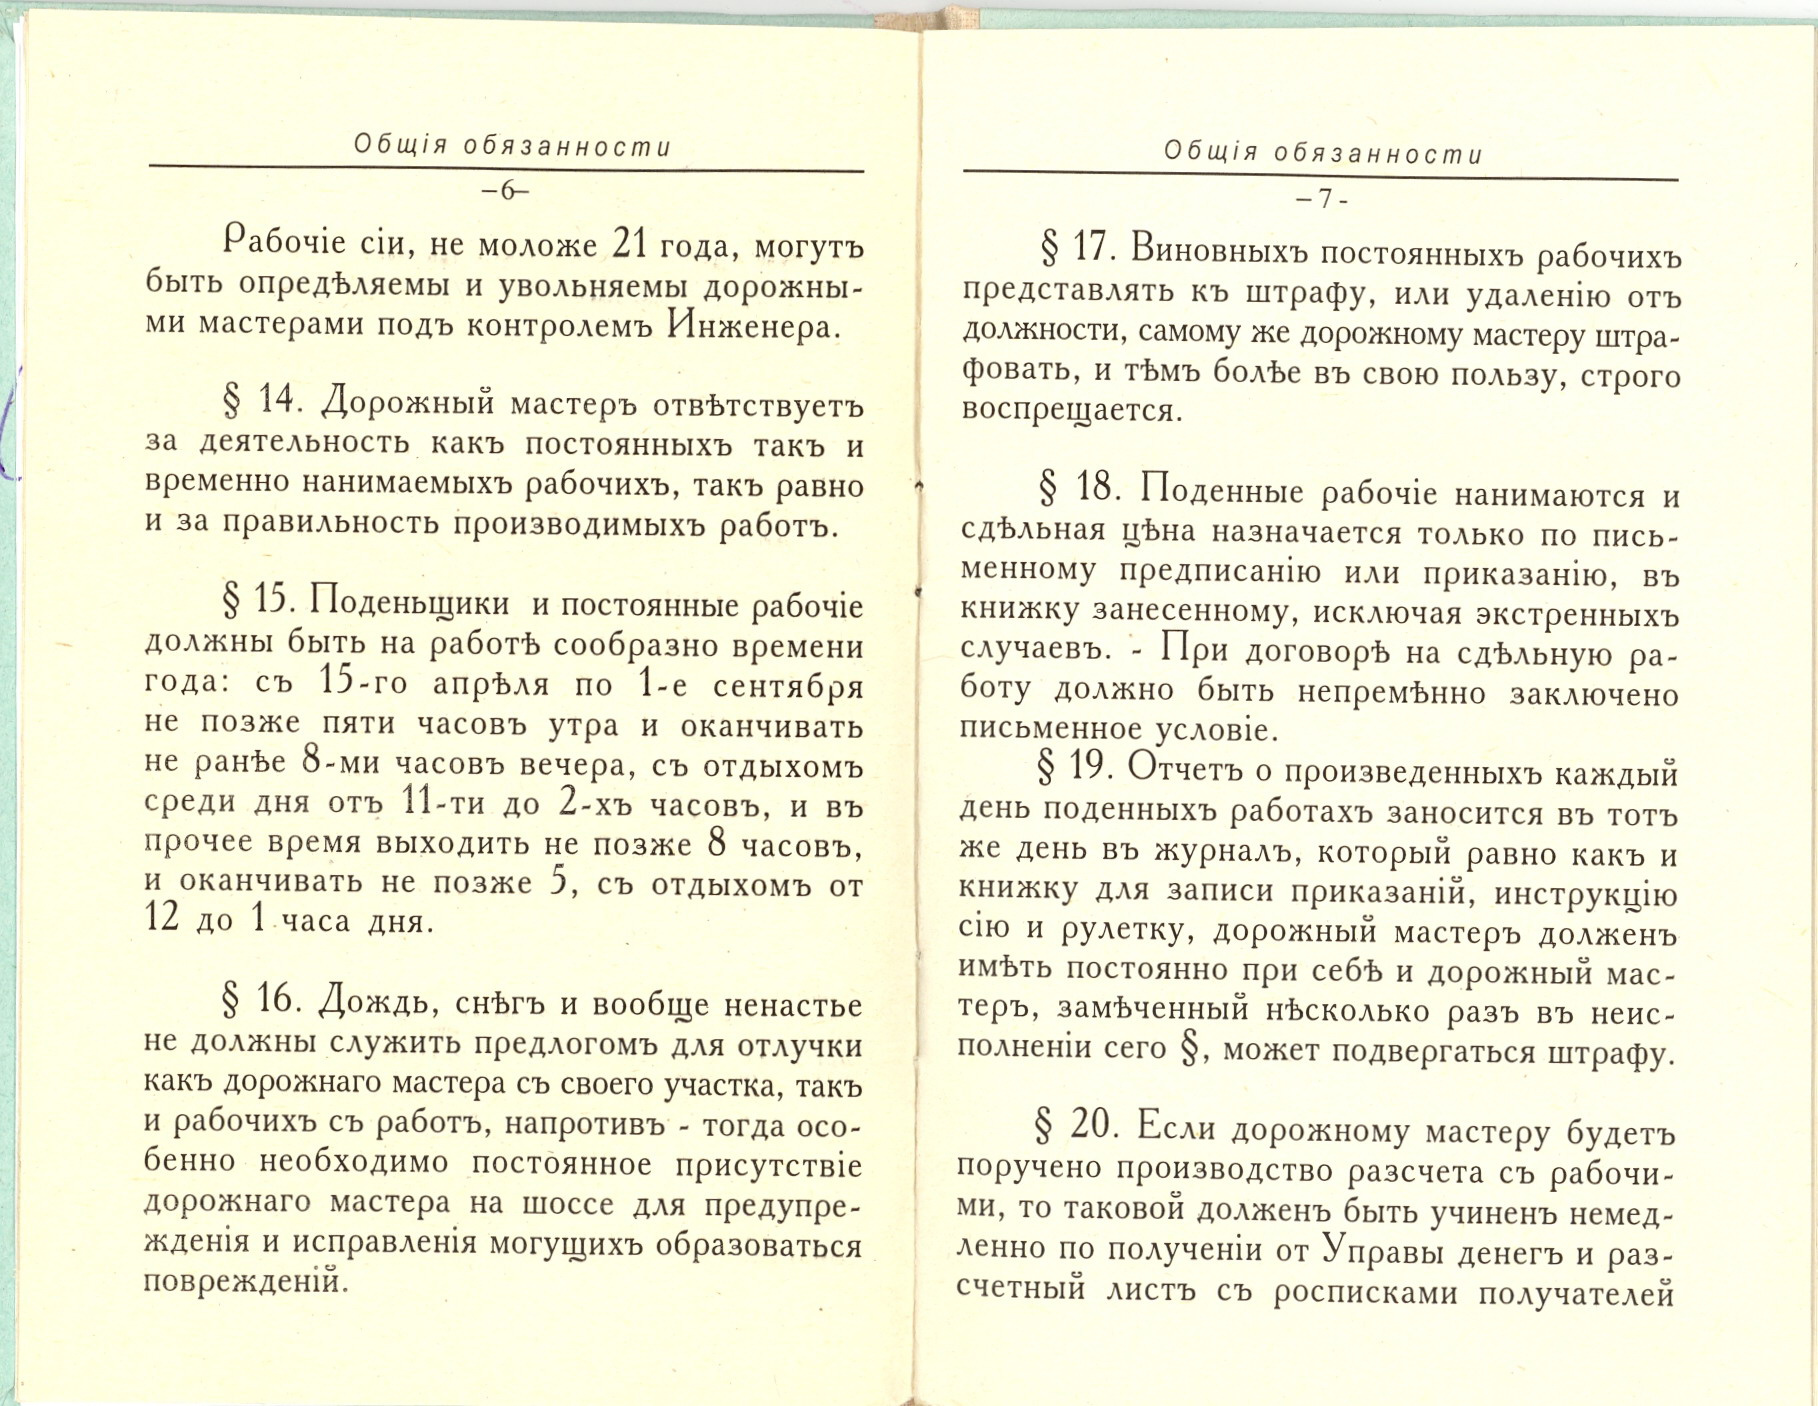 Общія обязанности
–6–
Рабочіе сіи, не моложе 21 года, могутъ
быть опредѣляемы и увольняемы дорожны-
ми мастерами подъ контролемъ Инженера.
§ 14. Дорожный мастеръ отвѣтствуетъ
за деятельность какъ постоянныхъ такъ и
временно нанимаемыхъ рабочихъ, такъ равно
и за правильность производимыхъ работъ.
§ 15. Поденьщики и постоянные рабочіе
должны быть на работѣ сообразно времени
года: съ 15-го апрѣля по 1-е сентября
не позже пяти часовъ утра и оканчивать
не ранѣе 8-ми часовъ вечера, съ отдыхомъ
среди дня отъ 11-ти до 2-хъ часовъ, и въ
прочее время выходить не позже 8 часовъ,
и оканчивать не позже 5, съ отдыхомъ от
12 до 1 часа дня.
§ 16. Дождь, снѣгъ и вообще ненастье
не должны служить предлогомъ для отлучки
какъ дорожнаго мастера съ своего участка, такъ
и рабочихъ съ работъ, напротивъ - тогда осо-
бенно необходимо постоянное присутствіе
дорожнаго мастера на шоссе для предупре-
жденія и исправленія могущихъ образоваться
поврежденій.
Общія обязанности
–7-
§ 17. Виновныхъ постоянныхъ рабочихъ
представлять къ штрафу, или удаленію отъ
должности, самому же дорожному мастеру штра-
фовать, и тѣмъ болѣе въ свою пользу, строго
воспрещается.
§ 18. Поденные рабочіе нанимаются и
сдѣльная цѣна назначается только по пись-
менному предписанію или приказанію, въ
книжку занесенному, исключая экстренныхъ
случаевъ. - При договорѣ на сдѣльную ра-
боту должно быть непремѣнно заключено
письменное условіе.
§ 19. Отчетъ о произведенныхъ каждый
день поденныхъ работахъ заносится въ тотъ
же день въ журналъ, который равно какъ и
книжку для записи приказаній, инструкцію
сію и рулетку, дорожный мастеръ долженъ
имѣть постоянно при себѣ и дорожный мас-
теръ, замѣченный нѣсколько разъ въ неис-
полненіи сего §, может подвергаться штрафу.
§ 20. Если дорожному мастеру будетъ
поручено производство разсчета съ рабочи-
ми, то таковой долженъ быть учиненъ немед-
ленно по полученіи от Управы денегъ и раз-
счетный листъ съ росписками получателей